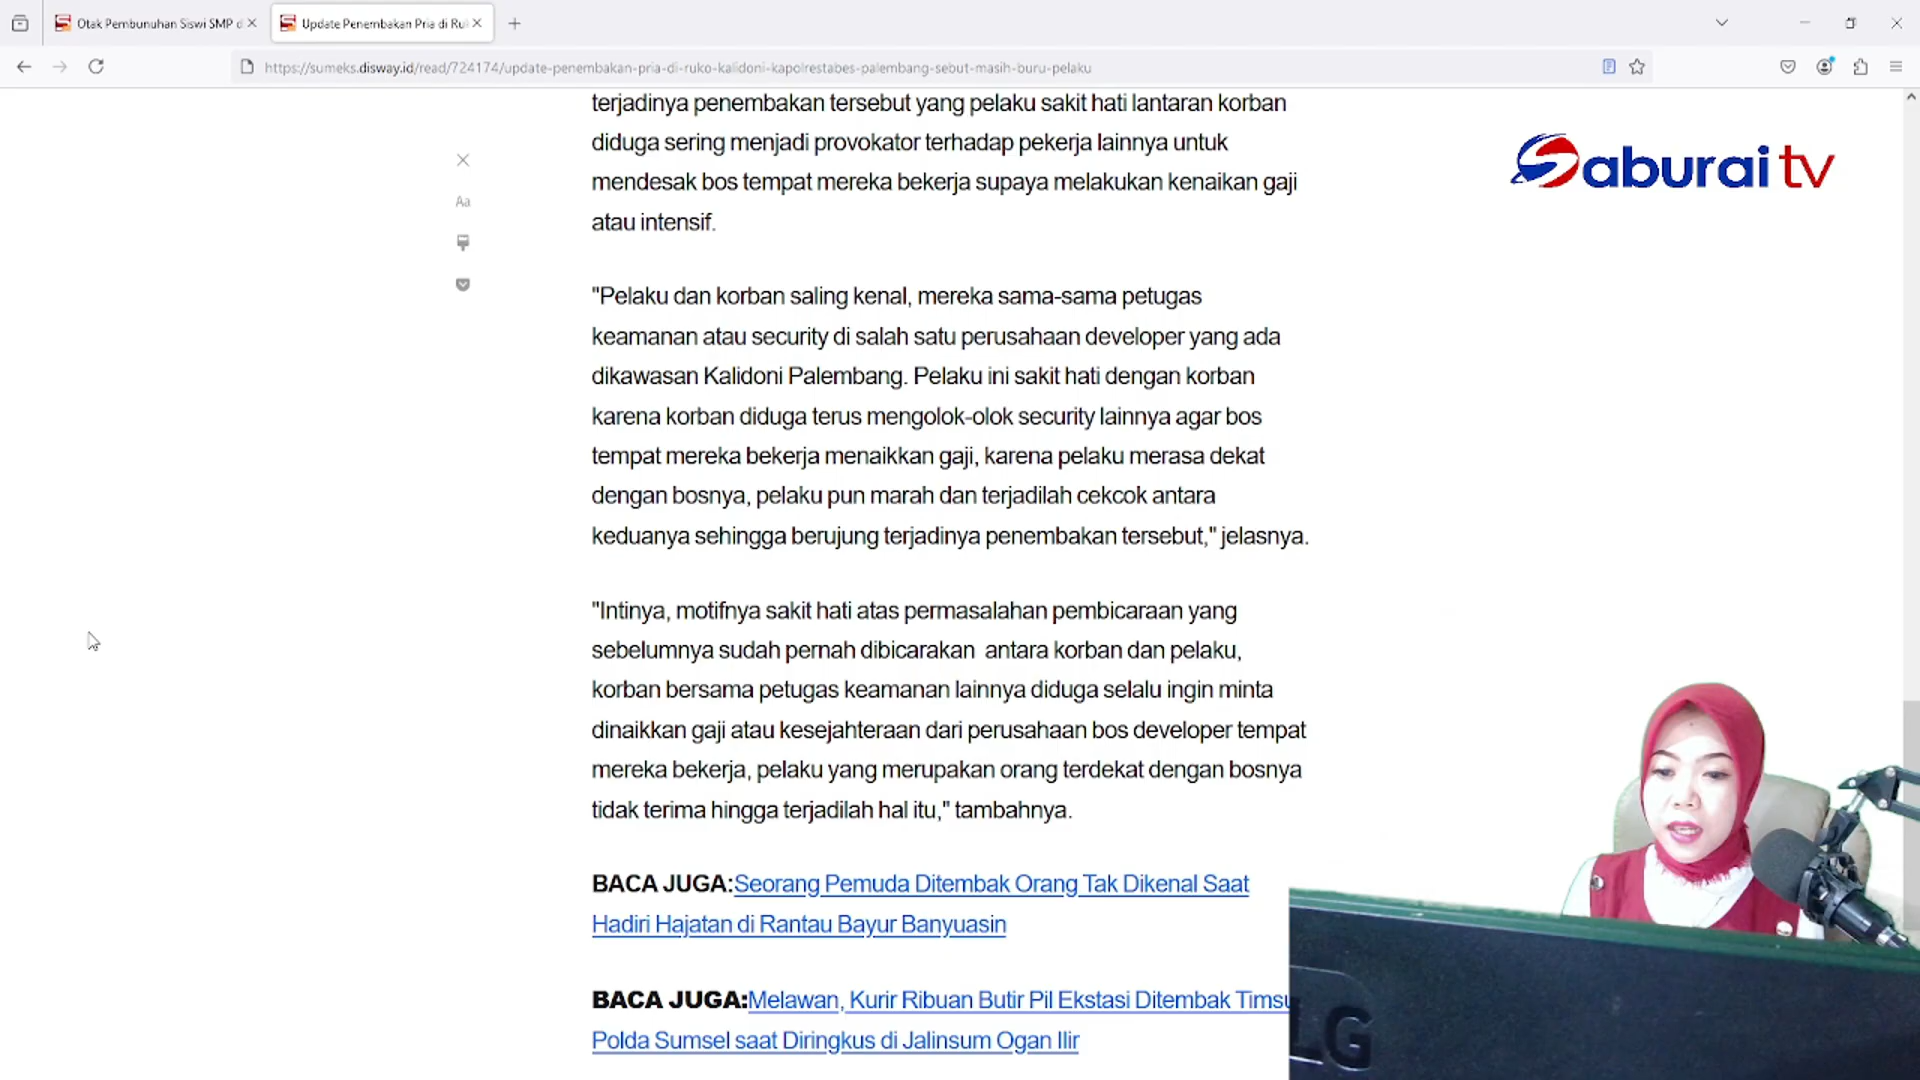 Otak Pembunuhan Siswi SMP d
Update Penembakan Pria di Ru
https://sumeks.disway.id/read/724174/update-penembakan-pria-di-ruko-kalidoni-kapolrestabes-palembang-sebut-masih-buru-pelaku
Saburai tv
Aa
terjadinya penembakan tersebut yang pelaku sakit hati lantaran korban
diduga sering menjadi provokator terhadap pekerja lainnya untuk
mendesak bos tempat mereka bekerja supaya melakukan kenaikan gaji
atau intensif.
"Pelaku dan korban saling kenal, mereka sama-sama petugas
keamanan atau security di salah satu perusahaan developer yang ada
dikawasan Kalidoni Palembang. Pelaku ini sakit hati dengan korban
karena korban diduga terus mengolok-olok security lainnya agar bos
tempat mereka bekerja menaikkan gaji, karena pelaku merasa dekat
dengan bosnya, pelaku pun marah dan terjadilah cekcok antara
keduanya sehingga berujung terjadinya penembakan tersebut," jelasnya.
"Intinya, motifnya sakit hati atas permasalahan pembicaraan yang
sebelumnya sudah pernah dibicarakan  antara korban dan pelaku,
korban bersama petugas keamanan lainnya diduga selalu ingin minta
dinaikkan gaji atau kesejahteraan dari perusahaan bos developer tempat
mereka bekerja, pelaku yang merupakan orang terdekat dengan bosnya
tidak terima hingga terjadilah hal itu," tambahnya.
BACA JUGA:Seorang Pemuda Ditembak Orang Tak Dikenal Saat
Hadiri Hajatan di Rantau Bayur Banyuasin
BACA JUGA:Melawan, Kurir Ribuan Butir Pil Ekstasi Ditembak Timsu
Polda Sumsel saat Diringkus di Jalinsum Ogan Ilir
LG